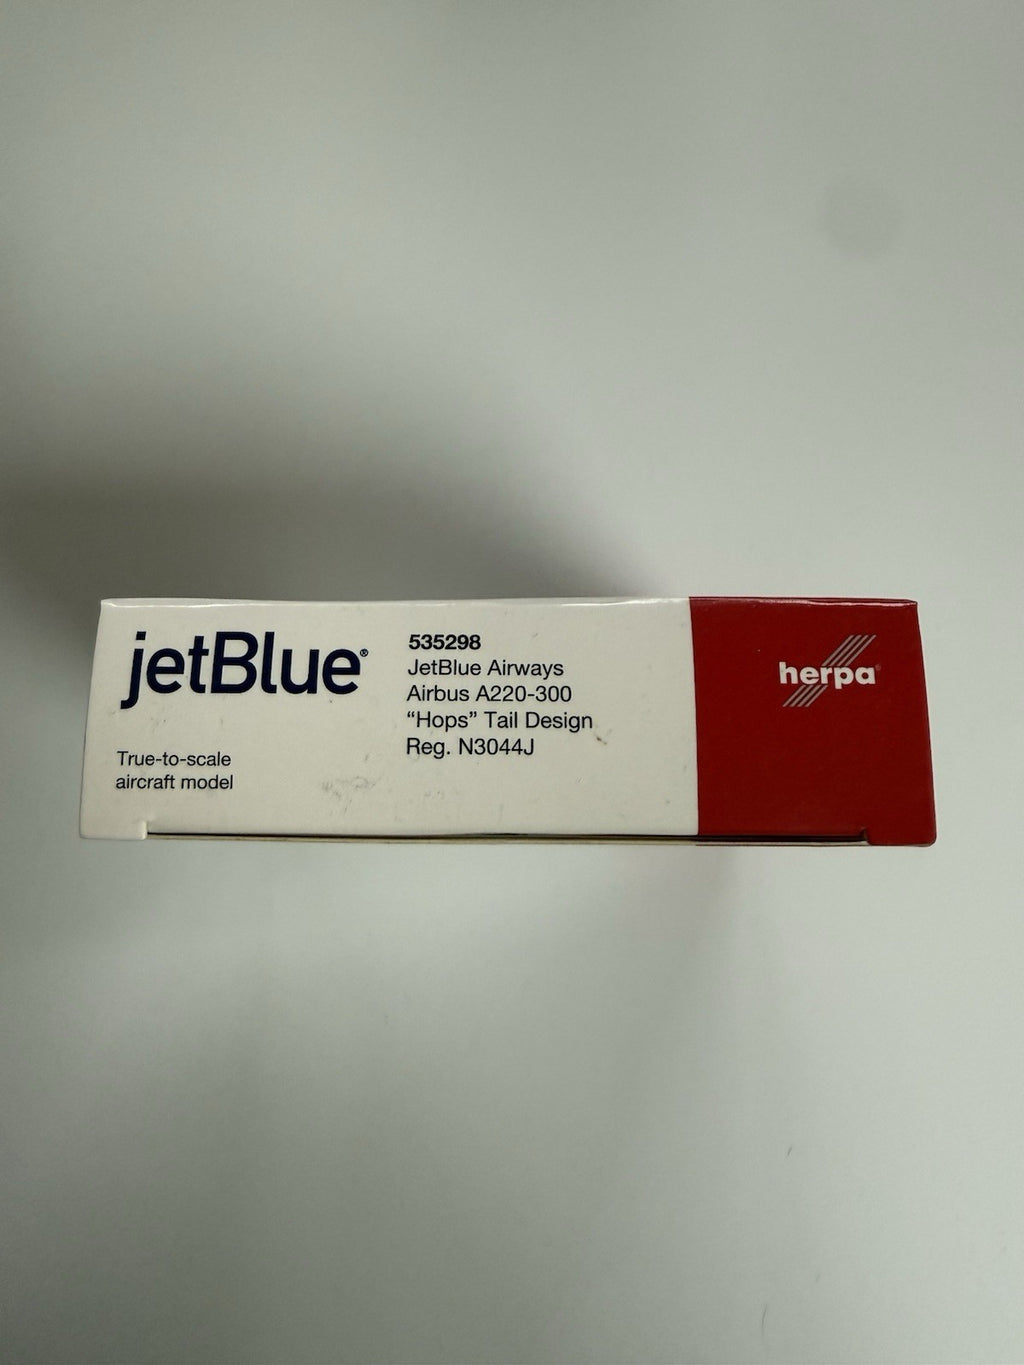 jetBlue®
True-to-scale
aircraft model
535298
JetBlue Airways
Airbus A220-300
“Hops” Tail Design
Reg. N3044J
herpa®